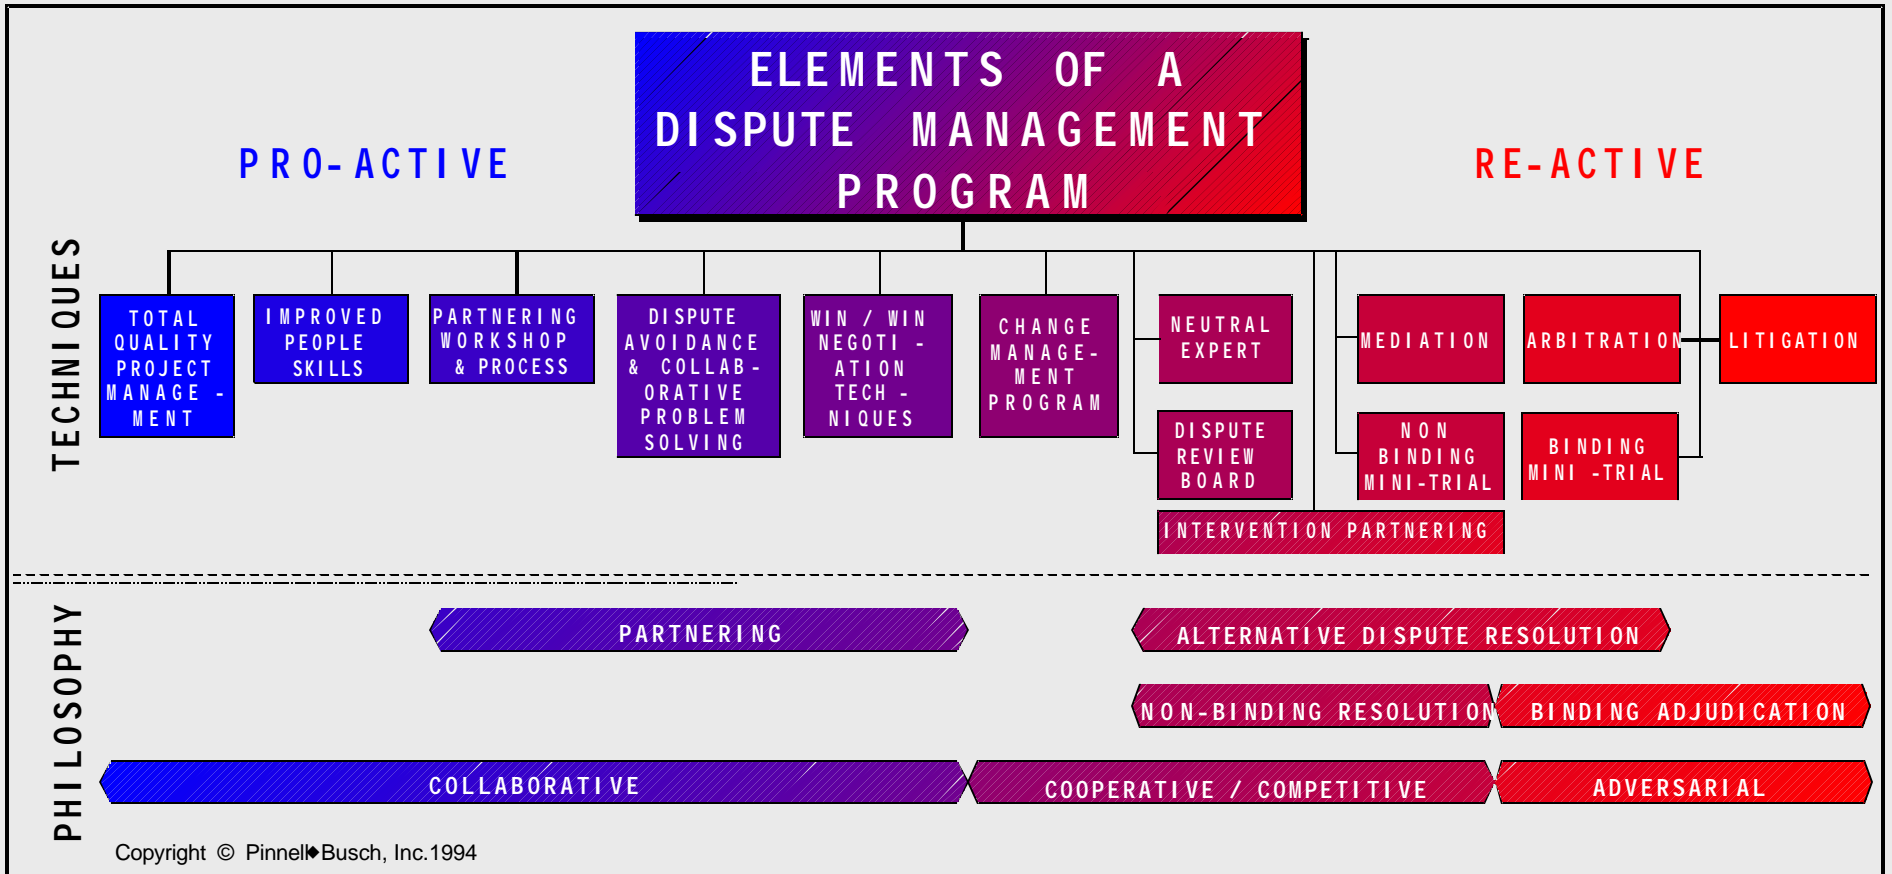 ELEMENTS OF A
DISPUTE MANAGEMENT
PROGRAM
PRO-ACTIVE
RE-ACTIVE
TECHNIQUES
TOTAL
QUALITY
PROJECT
MANAGE -
MENT
IMPROVED
PEOPLE
SKILLS
PARTNERING
WORKSHOP
& PROCESS
DISPUTE
AVOIDANCE
& COLLAB-
ORATIVE
PROBLEM
SOLVING
WIN / WIN
NEGOTI -
ATION
TECH -
NIQUES
CHANGE
MANAGE-
MENT
PROGRAM
NEUTRAL
EXPERT
MEDIATION
ARBITRATION
LITIGATION
DISPUTE
REVIEW
BOARD
NON
BINDING
MINI-TRIAL
BINDING
MINI -TRIAL
INTERVENTION PARTNERING
PHILOSOPHY
PARTNERING
ALTERNATIVE DISPUTE RESOLUTION
NON-BINDING RESOLUTION
BINDING ADJUDICATION
COLLABORATIVE
COOPERATIVE / COMPETITIVE
ADVERSARIAL
Copyright © Pinnell◆Busch, Inc.1994